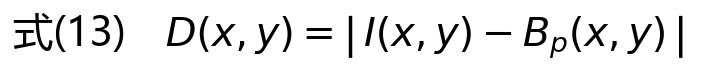 式(13) D(x, y) = | I(x, y) − Bₚ(x, y) |